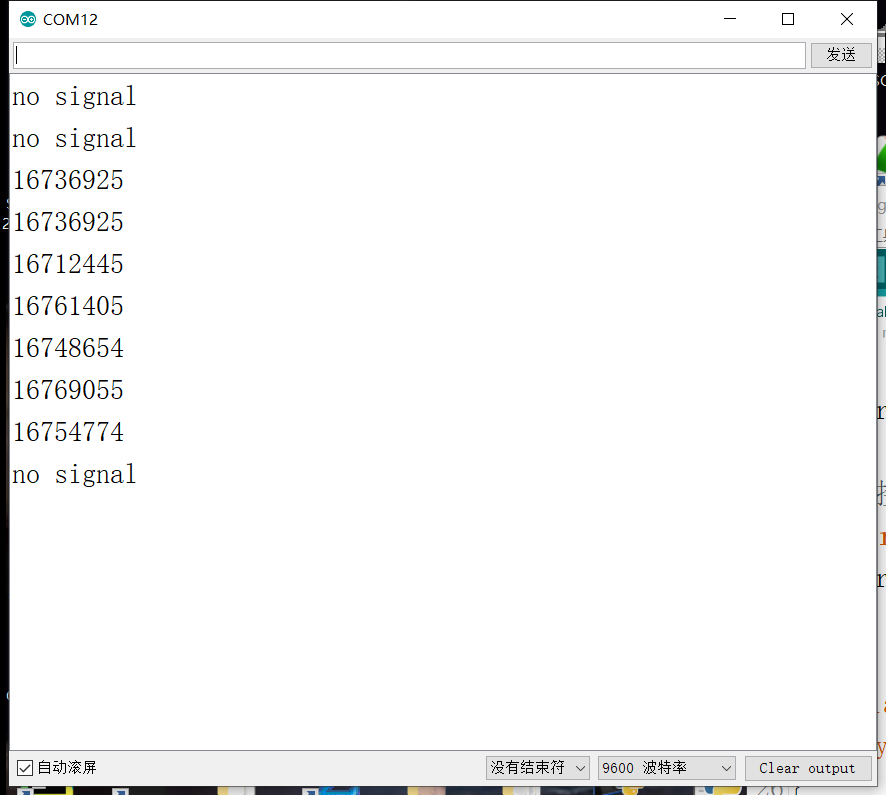 COM12
发送
no signal
no signal
16736925
16736925
16712445
16761405
16748654
16769055
16754774
no signal
自动滚屏
没有结束符
9600 波特率
Clear output